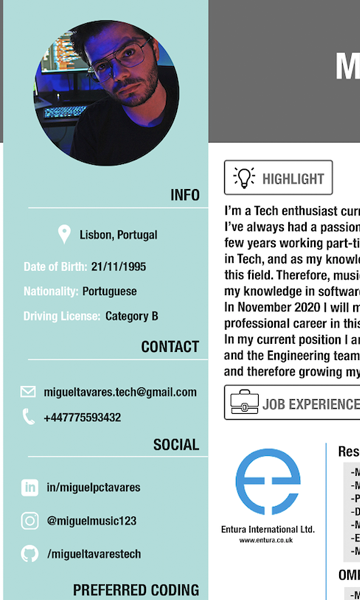 M
INFO
Lisbon, Portugal
Date of Birth: 21/11/1995
Nationality: Portuguese
Driving License: Category B
CONTACT
migueltavares.tech@gmail.com
+447775593432
SOCIAL
in/miguelpctavares
@miguelmusic123
/migueltavarestech
PREFERRED CODING
HIGHLIGHT
I'm a Tech enthusiast curr
I've always had a passion
few years working part-ti
in Tech, and as my knowle
this field. Therefore, musi
my knowledge in software
In November 2020 I will m
professional career in this
In my current position I ar
and the Engineering team
and therefore growing my
JOB EXPERIENCE
Entura International Ltd.
www.entura.co.uk
Res
-M
-M
-P
-D
-M
-E
-M
OME
-M